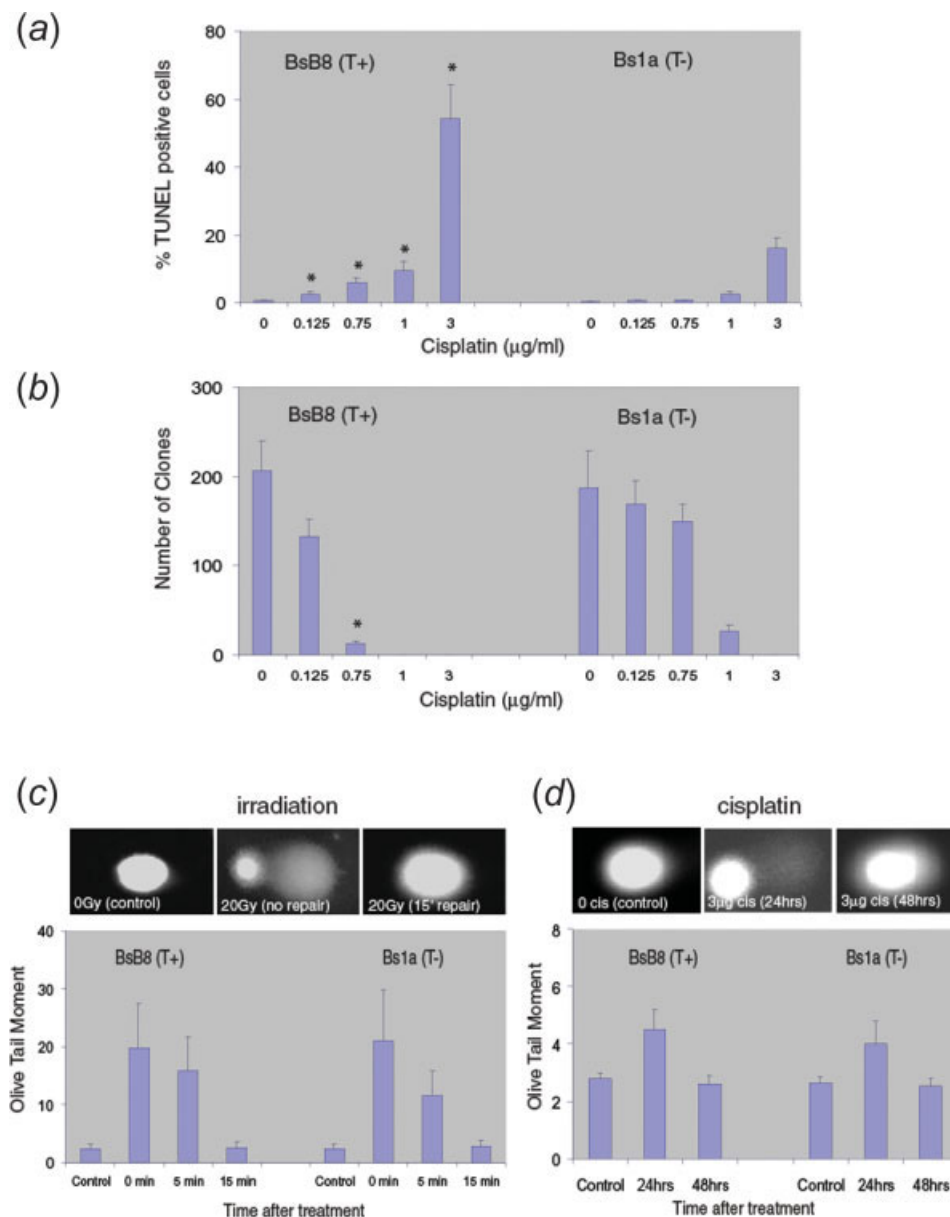 (a)
80
60
40
20
0
% TUNEL positive cells
BsB8 (T+)
Bs1a (T-)
*
*
*
*
0 0.125 0.75 1 3 0 0.125 0.75 1 3
Cisplatin (μg/ml)
(b)
300
200
100
0
Number of Clones
BsB8 (T+)
Bs1a (T-)
*
0 0.125 0.75 1 3 0 0.125 0.75 1 3
Cisplatin (μg/ml)
(c)
irradiation
0Gy (control)
20Gy (no repair)
20Gy (15' repair)
40
30
20
10
0
Olive Tail Moment
BsB8 (T+)
Bs1a (T-)
Control 0 min 5 min 15 min Control 0 min 5 min 15 min
Time after treatment
(d)
cisplatin
0 cis (control)
3μg cis (24hrs)
3μg cis (48hrs)
8
6
4
2
0
Olive Tail Moment
BsB8 (T+)
Bs1a (T-)
Control 24hrs 48hrs Control 24hrs 48hrs
Time after treatment